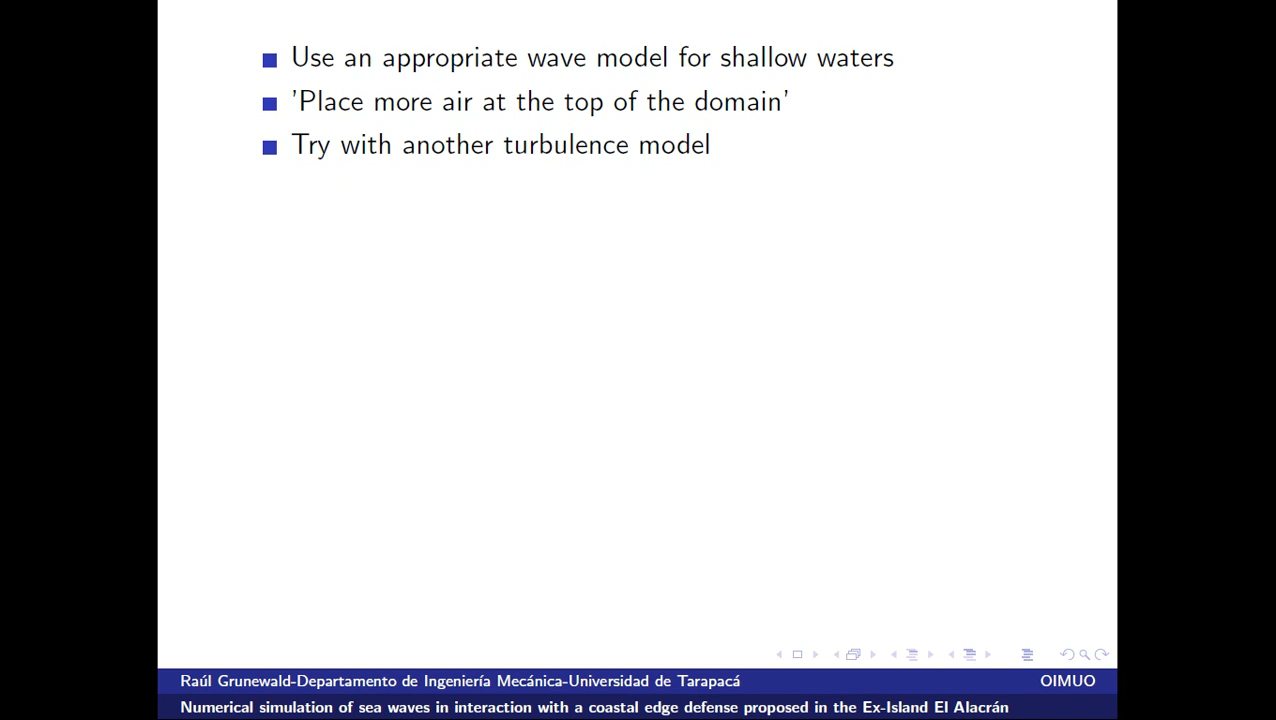 Use an appropriate wave model for shallow waters
'Place more air at the top of the domain'
Try with another turbulence model
Raúl Grunewald-Departamento de Ingeniería Mecánica-Universidad de Tarapacá OIMUO
Numerical simulation of sea waves in interaction with a coastal edge defense proposed in the Ex-Island El Alacrán